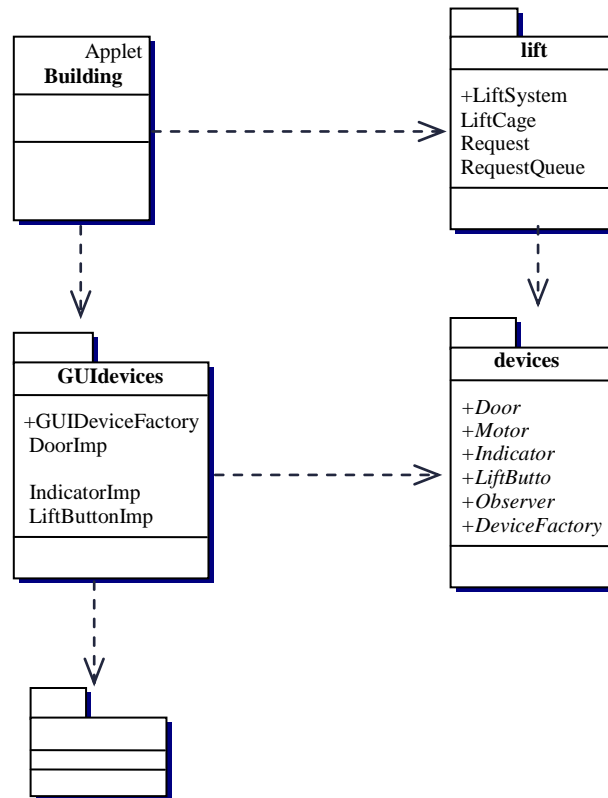 Applet
Building
lift
+LiftSystem
LiftCage
Request
RequestQueue
GUIdevices
+GUIDeviceFactory
DoorImp
IndicatorImp
LiftButtonImp
devices
+Door
+Motor
+Indicator
+LiftButto
+Observer
+DeviceFactory